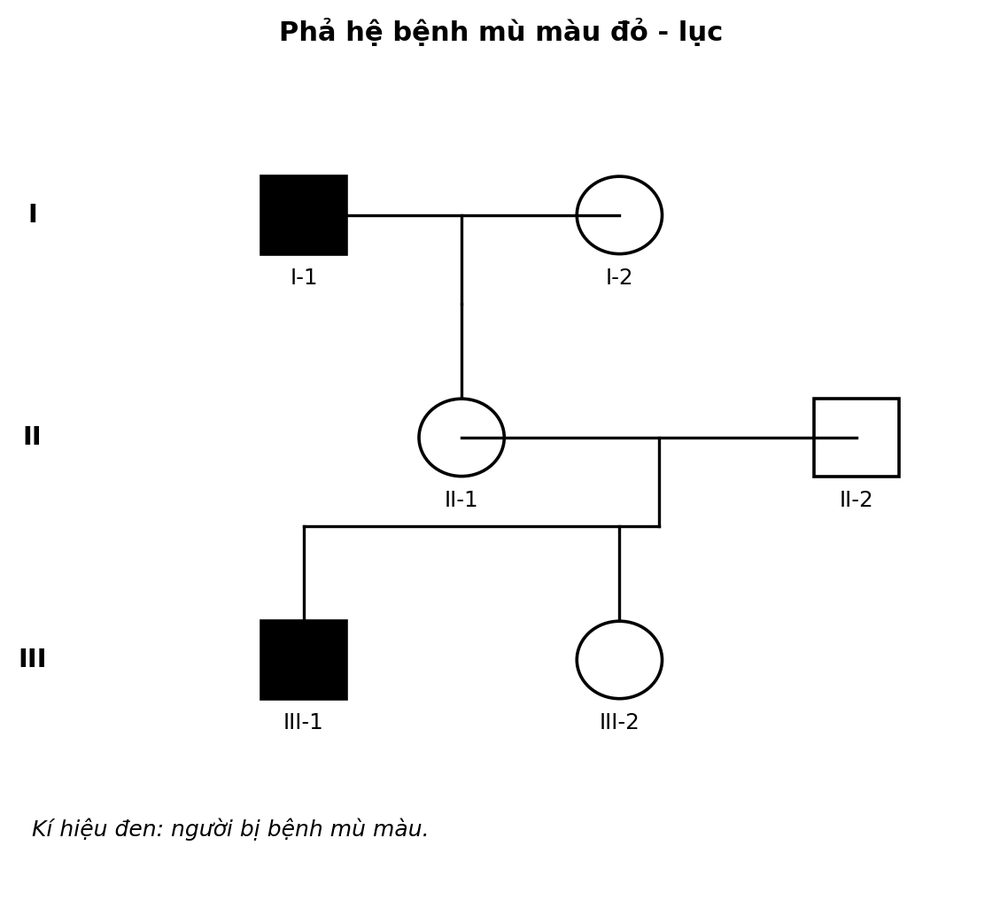 Phả hệ bệnh mù màu đỏ - lục
I
I-1
I-2
II
II-1
II-2
III
III-1
III-2
Kí hiệu đen: người bị bệnh mù màu.